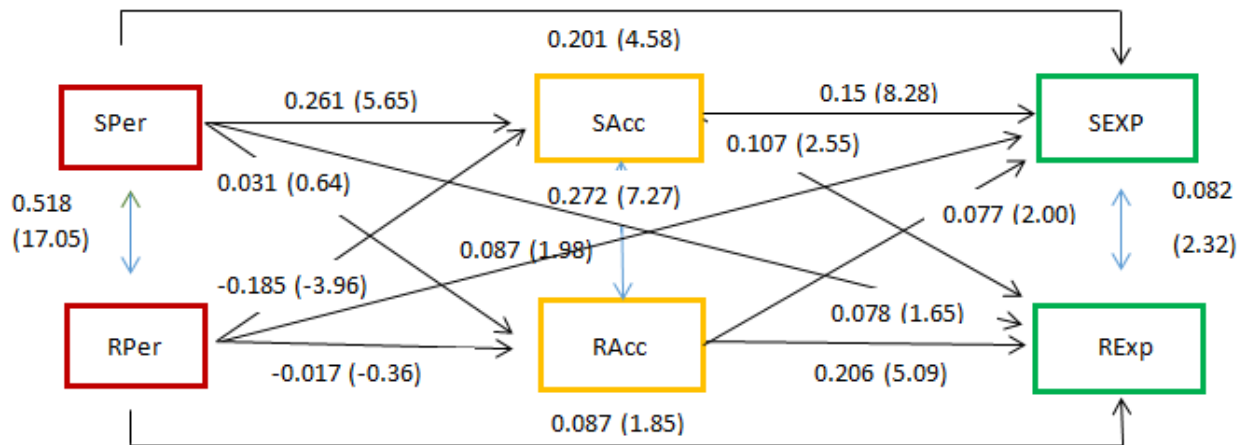 0.201 (4.58)
0.261 (5.65)
0.15 (8.28)
SPer
SAcc
SEXP
0.107 (2.55)
0.031 (0.64)
0.272 (7.27)
0.518
(17.05)
0.077 (2.00)
0.082
(2.32)
0.087 (1.98)
-0.185 (-3.96)
0.078 (1.65)
RPer
RAcc
RExp
-0.017 (-0.36)
0.206 (5.09)
0.087 (1.85)